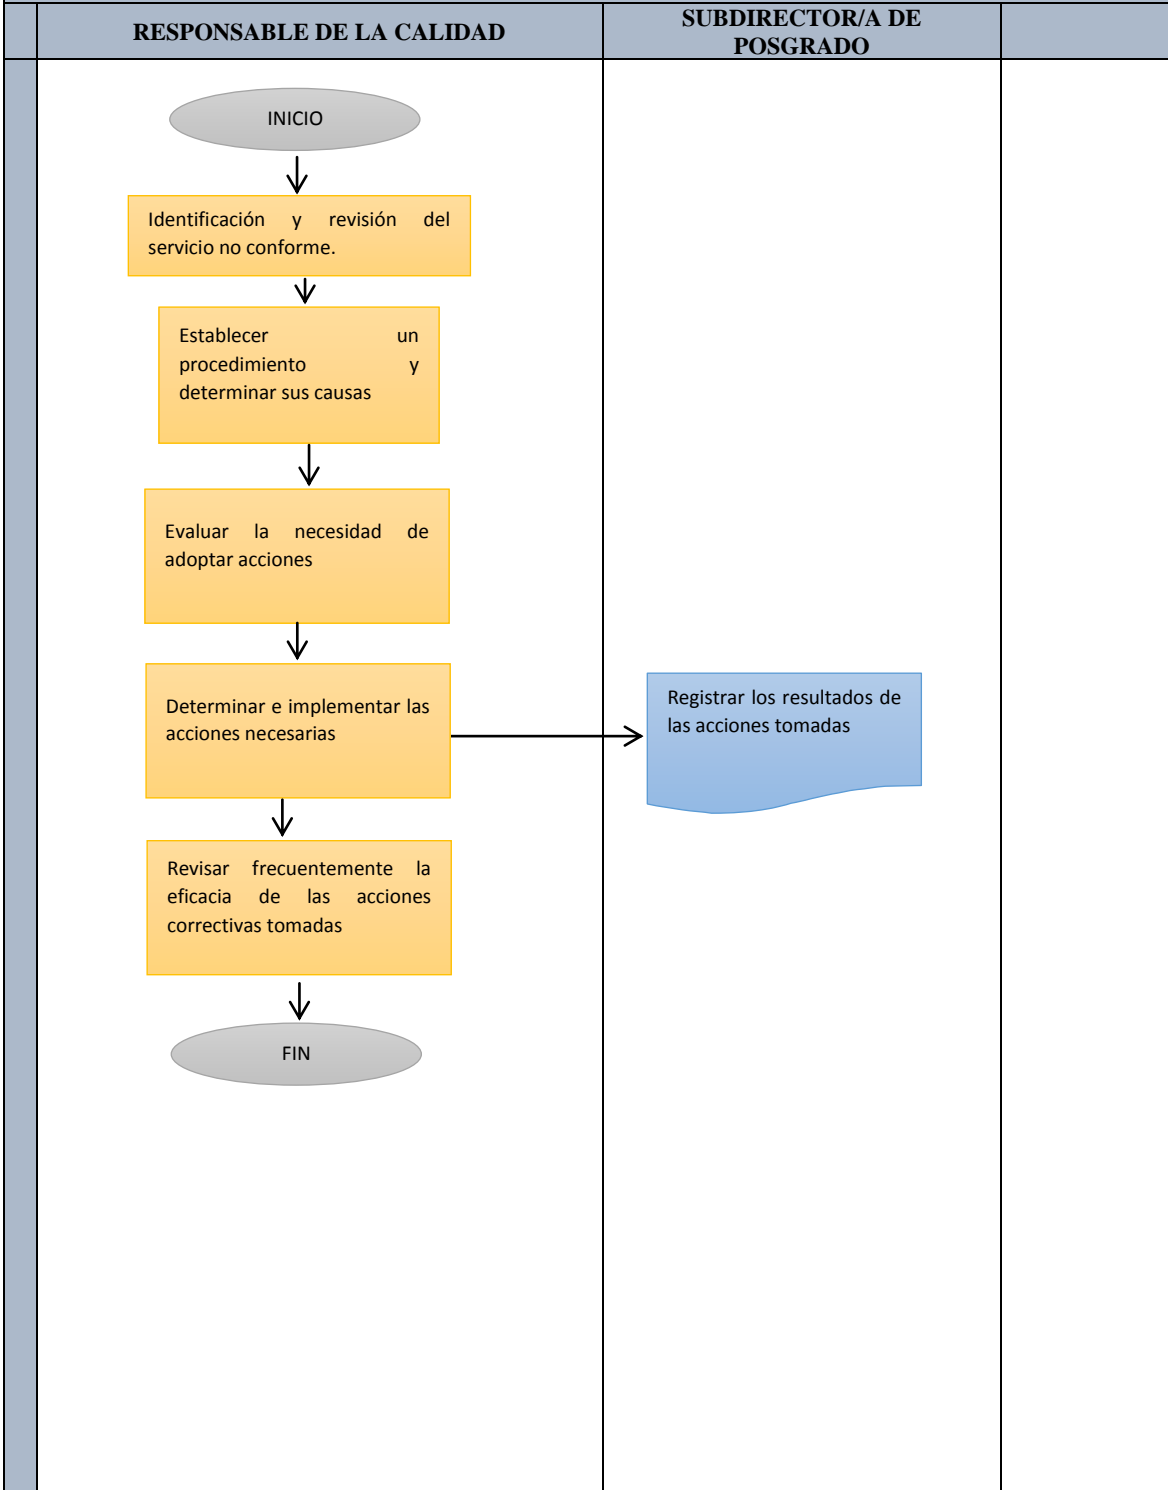 RESPONSABLE DE LA CALIDAD
SUBDIRECTOR/A DE
POSGRADO
INICIO
Identificación y revisión del
servicio no conforme.
Establecer un
procedimiento y
determinar sus causas
Evaluar la necesidad de
adoptar acciones
Determinar e implementar las
acciones necesarias
Registrar los resultados de
las acciones tomadas
Revisar frecuentemente la
eficacia de las acciones
correctivas tomadas
FIN